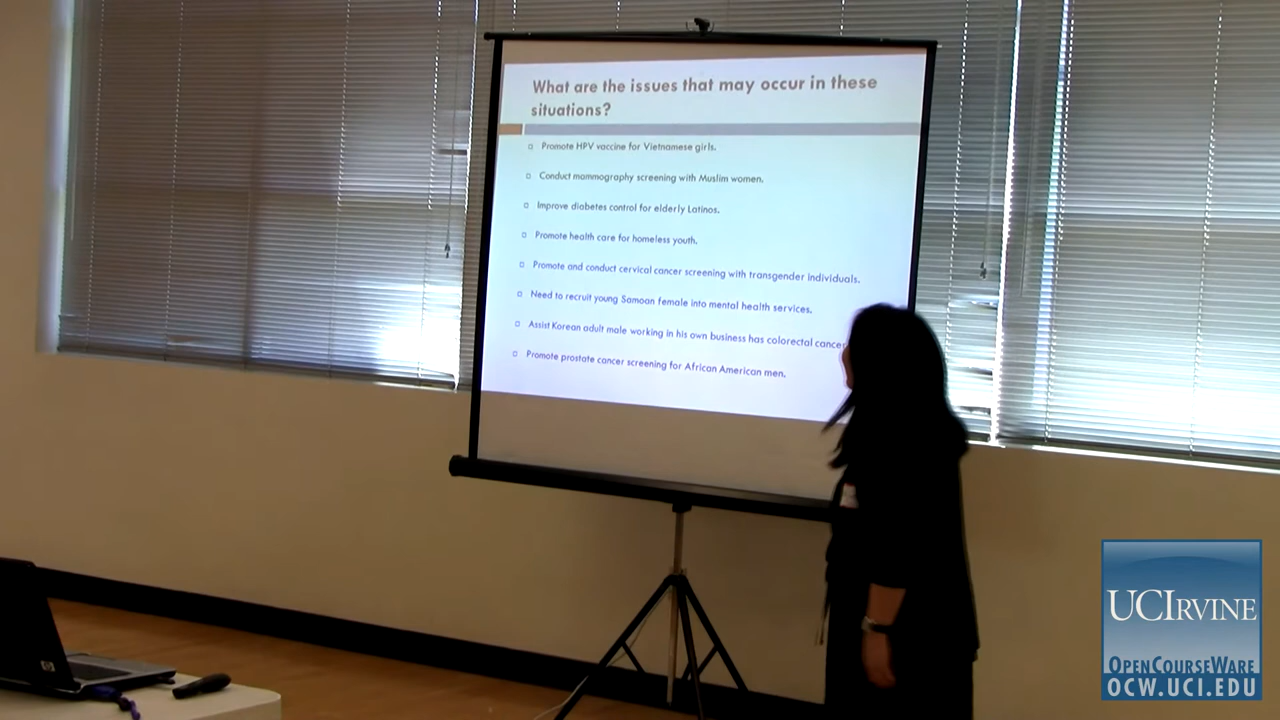 What are the issues that may occur in these
situations?
Promote HPV vaccine for Vietnamese girls.
Conduct mammography screening with Muslim women.
Improve diabetes control for elderly Latinos.
Promote health care for homeless youth.
Promote and conduct cervical cancer screening with transgender individuals.
Need to recruit young Samoan female into mental health services.
Assist Korean adult male working in his own business has colorectal cancer
Promote prostate cancer screening for African American men.
UCIRVINE
OPENCOURSEWARE
OCW.UCI.EDU
hp